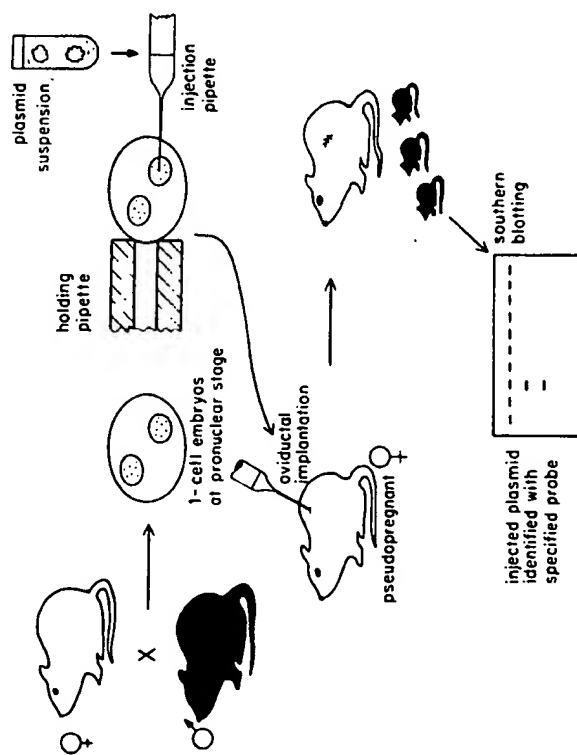 plasmid
suspension
injection
pipette
holding
pipette
X
1-cell embryos
at pronuclear stage
oviductal
implantation
pseudopregnant
southern
blotting
injected plasmid
identified with
specified probe